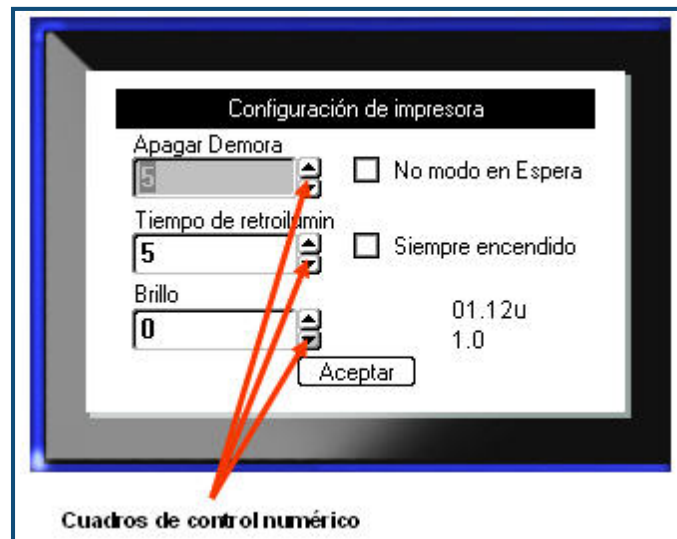 Configuración de impresora
Apagar Demora
5
No modo en Espera
Tiempo de retroilumin
5
Siempre encendido
Brillo
0
01.12u
1.0
Aceptar
Cuadros de control numérico